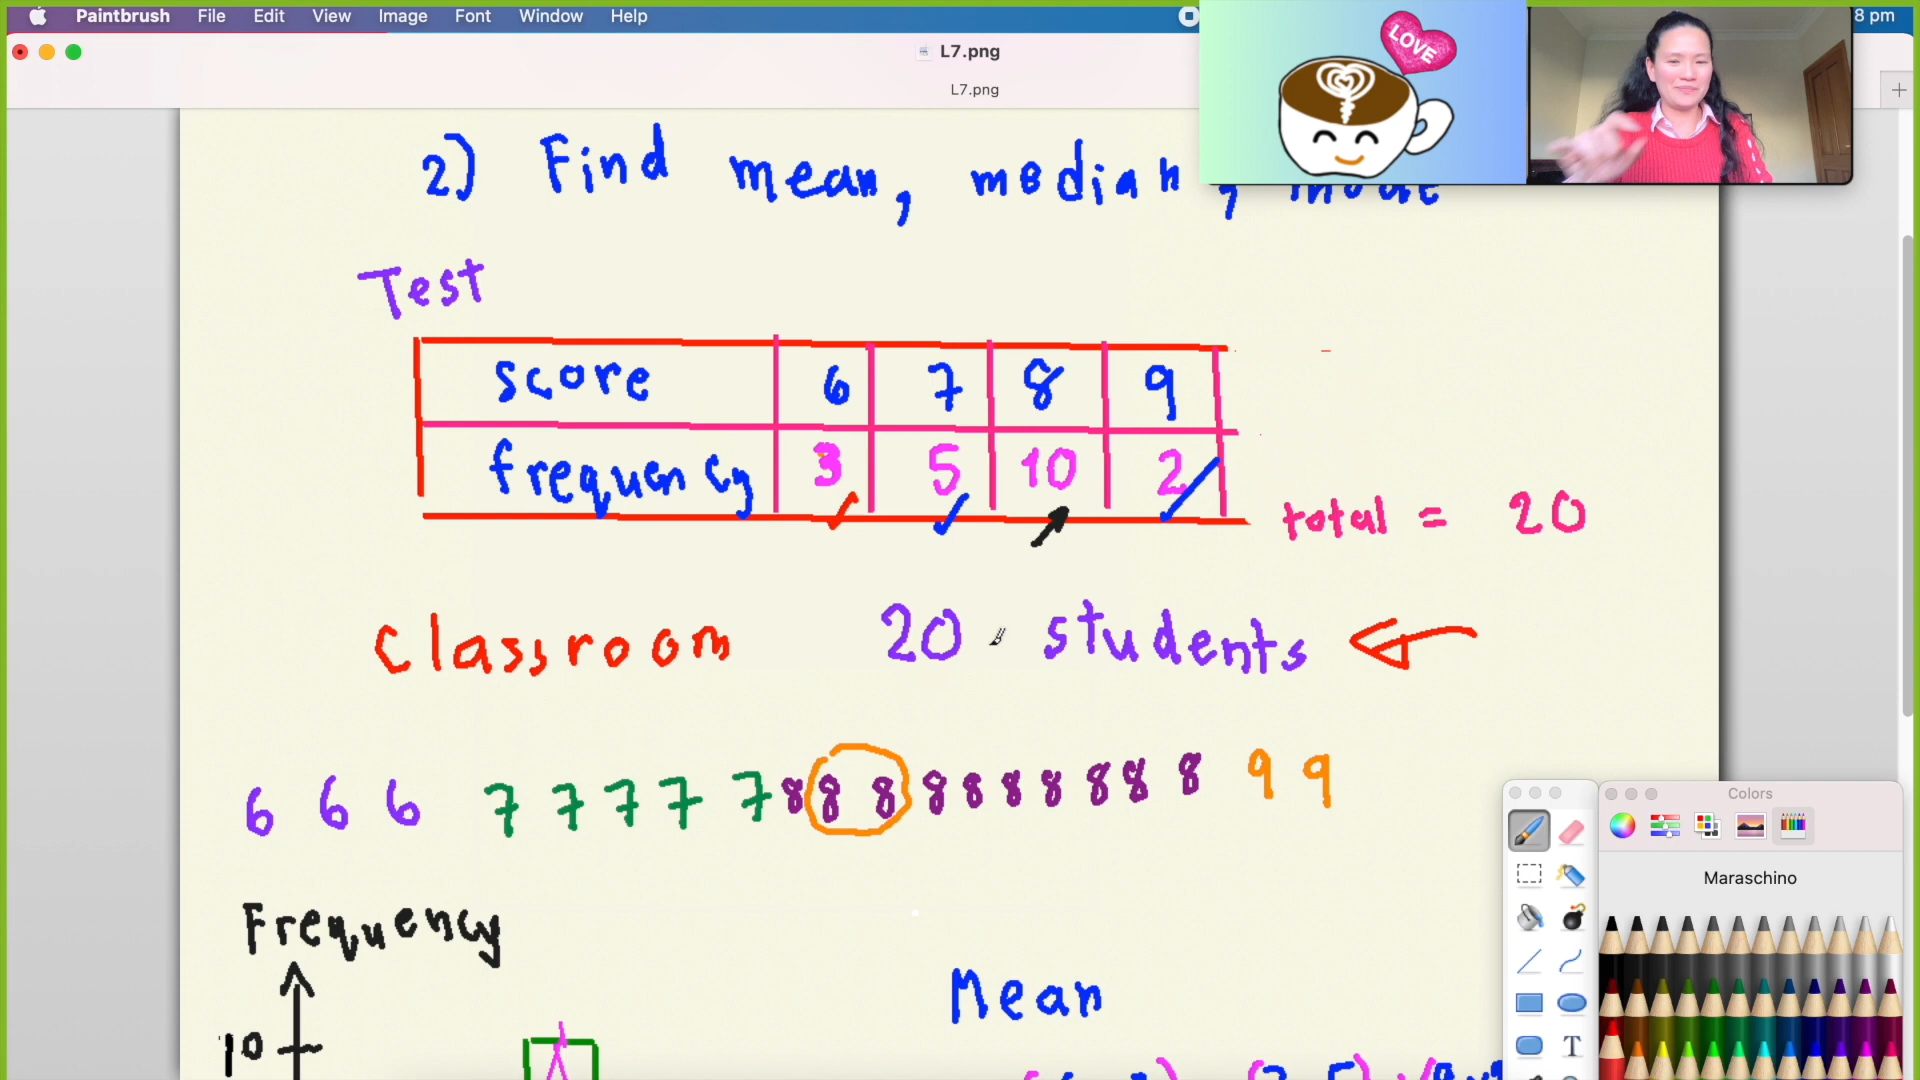 Paintbrush File Edit View Image Font Window Help
8 pm
L7.png
L7.png
LOVE
2) Find mean, median, mode
Test
score 6 7 8 9
frequency 3 5 10 2
total = 20
Classroom 20 students
6 6 6 7 7 7 7 7 8 8 8 8 8 8 8 8 8 8 9 9
Colors
Maraschino
Frequency
Mean
10
T